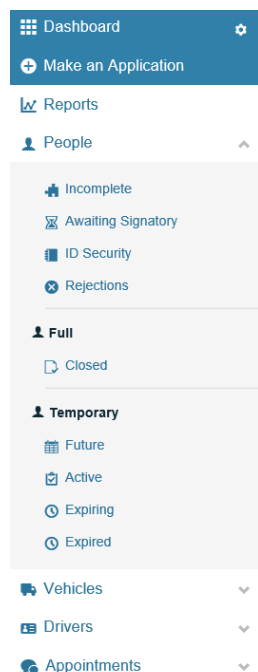 Dashboard
Make an Application
Reports
People
Incomplete
Awaiting Signatory
ID Security
Rejections
Full
Closed
Temporary
Future
Active
Expiring
Expired
Vehicles
Drivers
Appointments